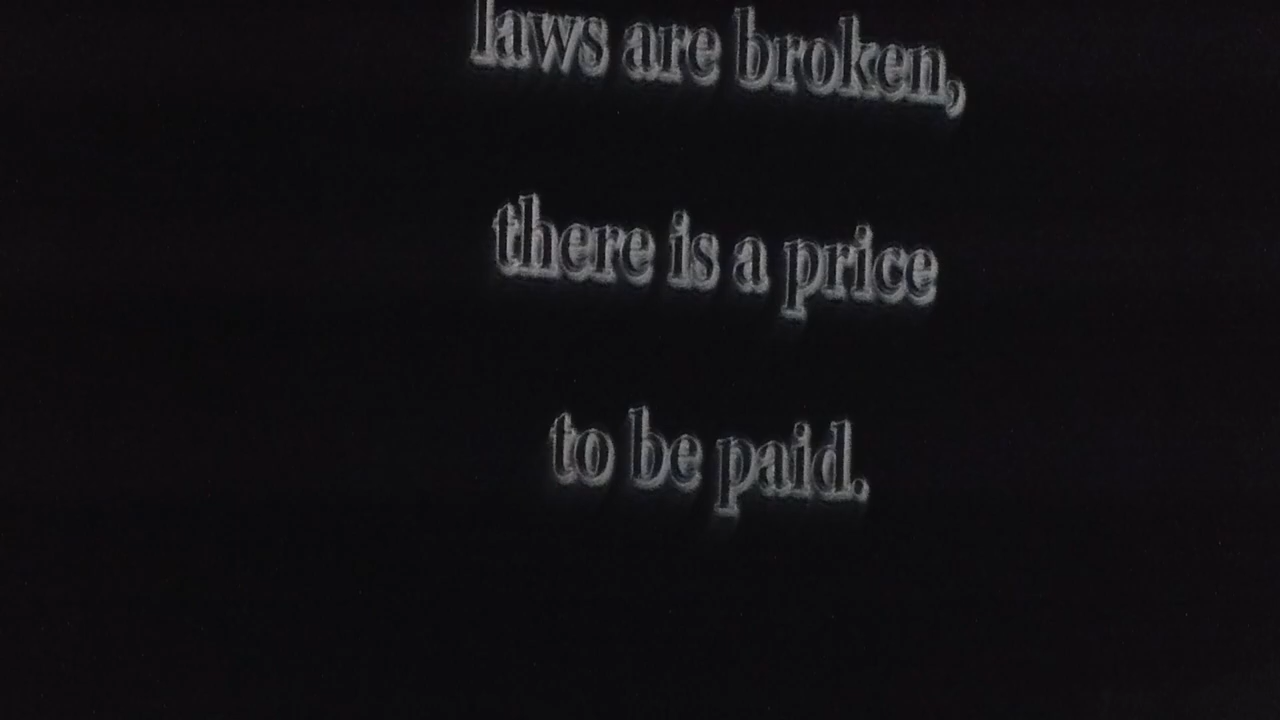 laws are broken,
there is a price
to be paid.